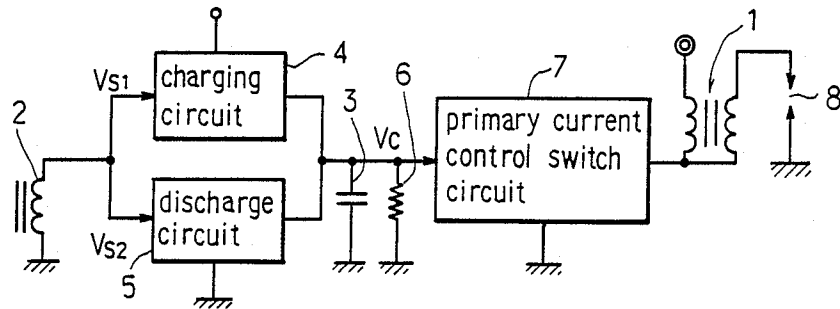 2
VS1
VS2
charging
circuit
4
discharge
circuit
5
3
VC
6
7
primary current
control switch
circuit
1
8